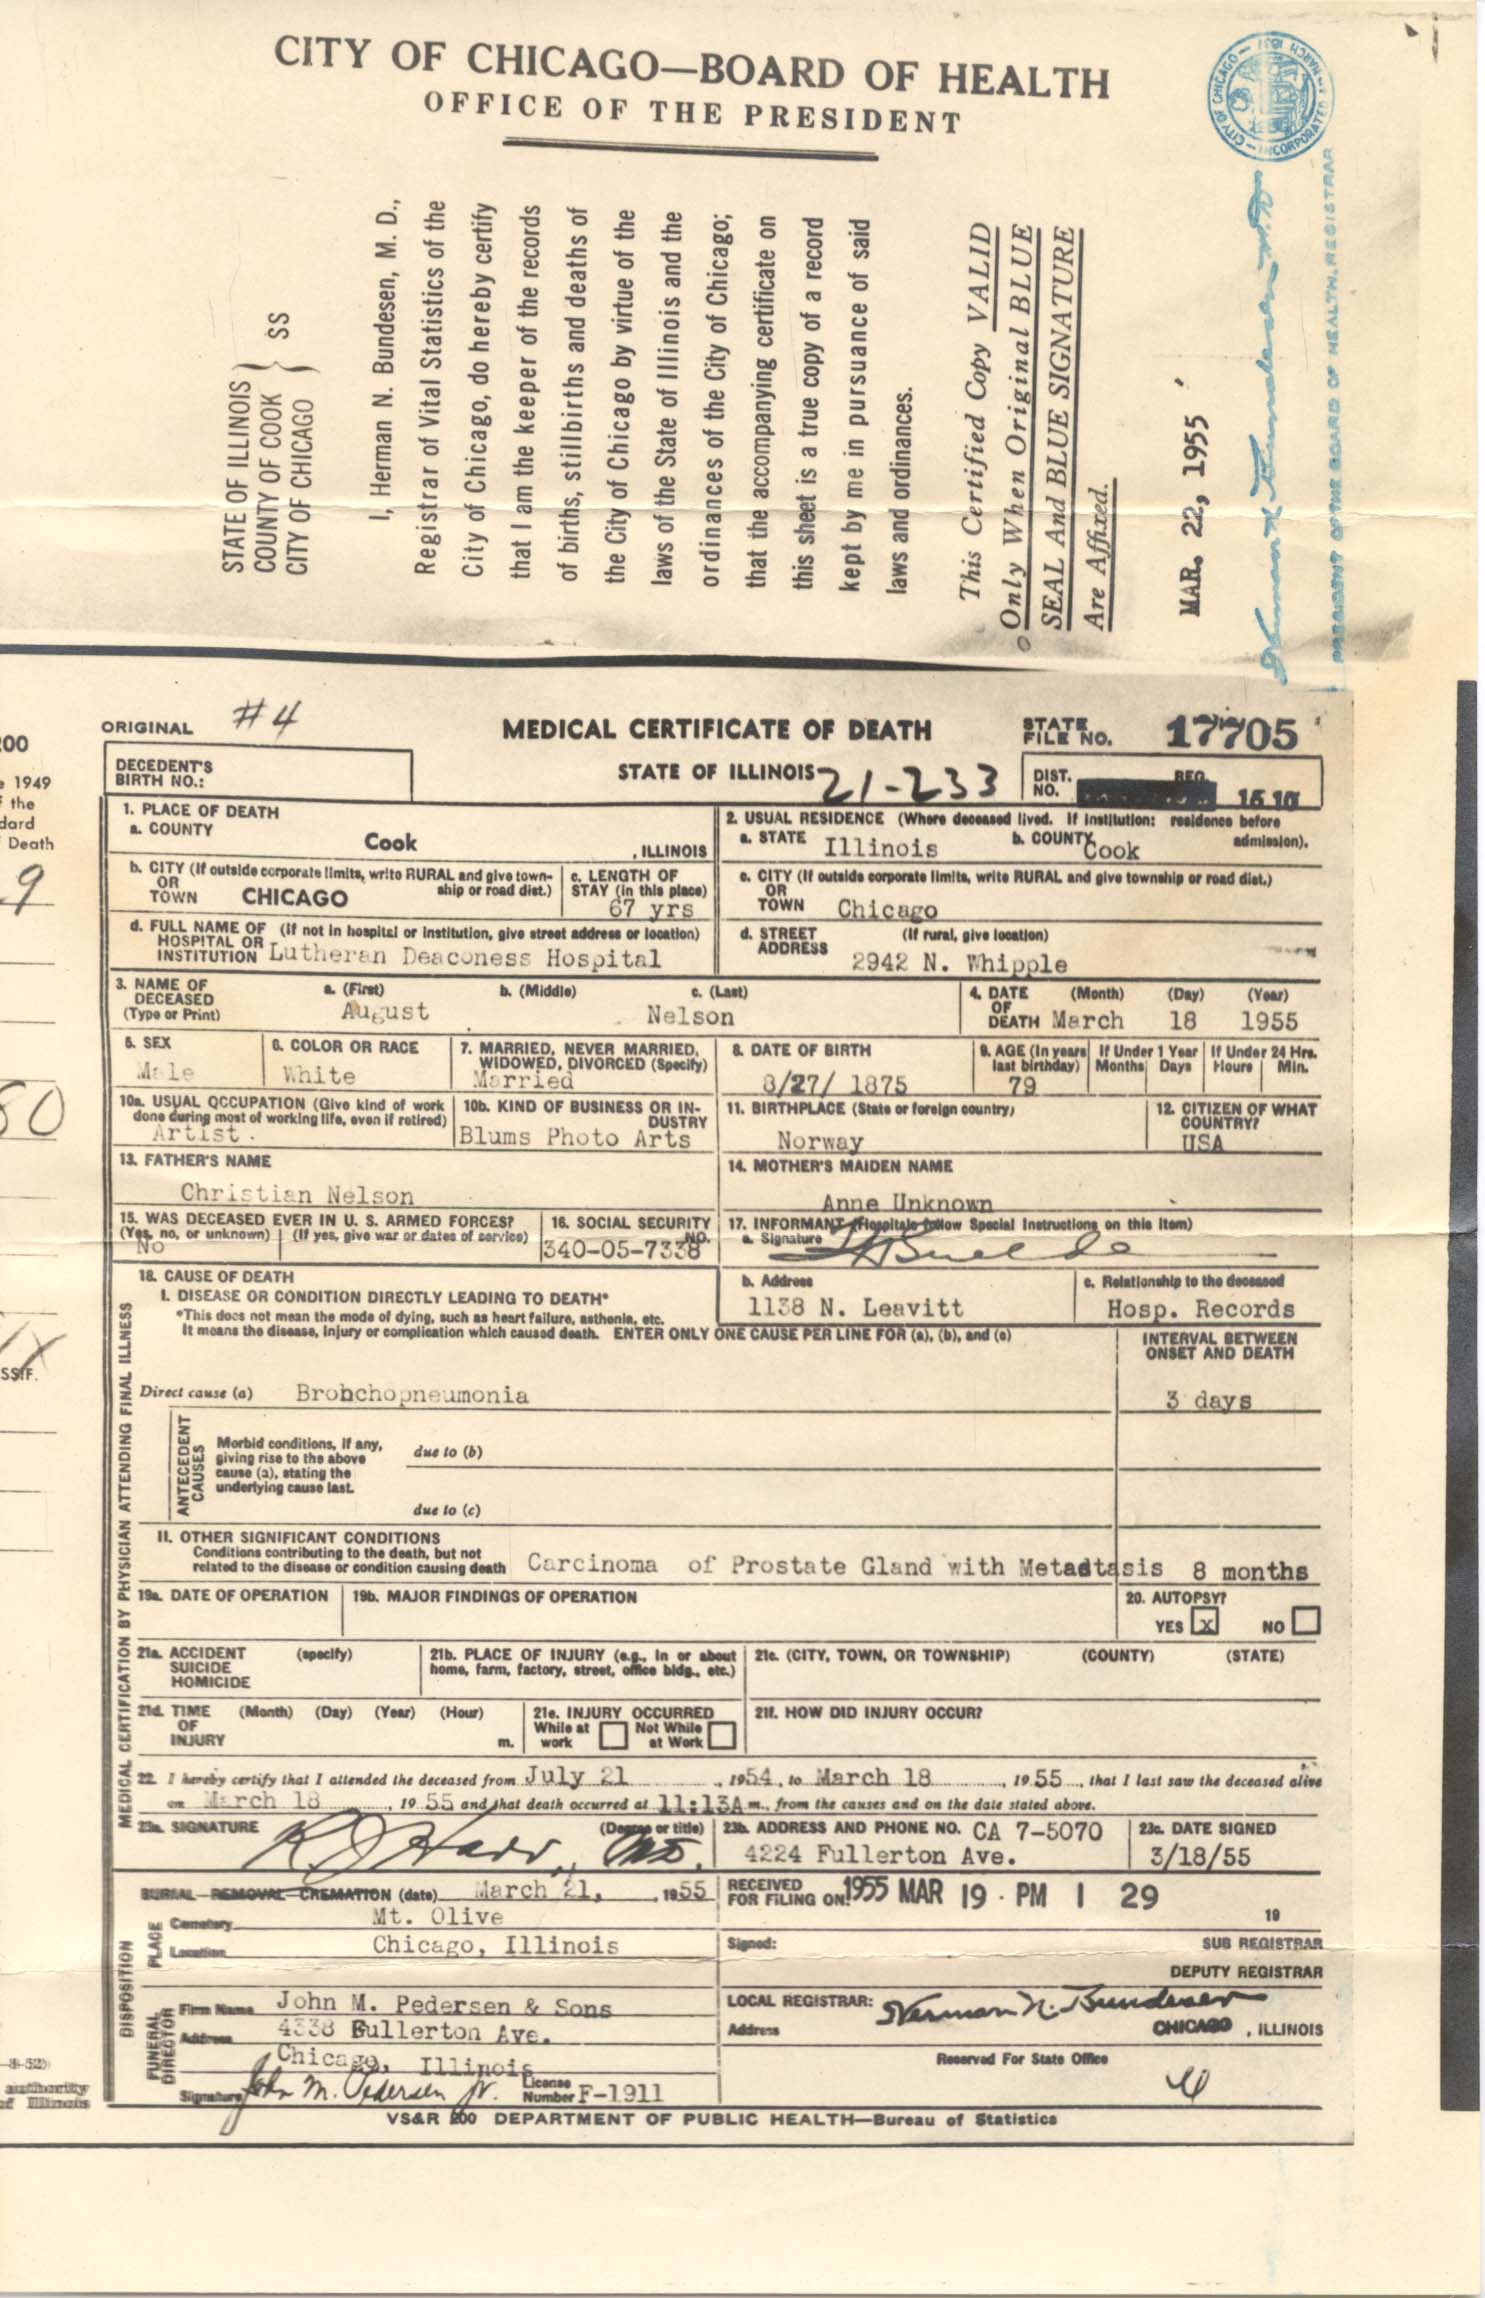 CITY OF CHICAGO—BOARD OF HEALTH
OFFICE OF THE PRESIDENT
STATE OF ILLINOIS
COUNTY OF COOK } SS
CITY OF CHICAGO
I, Herman N. Bundesen, M. D.,
Registrar of Vital Statistics of the
City of Chicago, do hereby certify
that I am the keeper of the records
of births, stillbirths and deaths of
the City of Chicago by virtue of the
laws of the State of Illinois and the
ordinances of the City of Chicago;
that the accompanying certificate on
this sheet is a true copy of a record
kept by me in pursuance of said
laws and ordinances.
This Certified Copy VALID
Only When Original BLUE
SEAL And BLUE SIGNATURE
Are Affixed.
MAR. 22, 1955
Herman N. Bundesen M.D.
PRESIDENT OF THE BOARD OF HEALTH, REGISTRAR
CITY OF CHICAGO — INCORPORATED 4 MARCH 1837
200
1949
of the
Death
9
80
SSIF.
authority
of Illinois
ORIGINAL #4
MEDICAL CERTIFICATE OF DEATH
STATE FILE NO. 17705
DECEDENT'S BIRTH NO.:
STATE OF ILLINOIS 21-233
DIST. NO. REG. 16 10
1. PLACE OF DEATH
a. COUNTY Cook , ILLINOIS
2. USUAL RESIDENCE (Where deceased lived. If institution: residence before admission).
a. STATE Illinois b. COUNTY Cook
b. CITY (If outside corporate limits, write RURAL and give township or road dist.) OR TOWN CHICAGO
c. LENGTH OF STAY (in this place) 67 yrs
c. CITY (If outside corporate limits, write RURAL and give township or road dist.) OR TOWN Chicago
d. FULL NAME OF HOSPITAL OR INSTITUTION (If not in hospital or institution, give street address or location) Lutheran Deaconess Hospital
d. STREET ADDRESS (If rural, give location) 2942 N. Whipple
3. NAME OF DECEASED (Type or Print) a. (First) August b. (Middle) c. (Last) Nelson
4. DATE OF DEATH (Month) (Day) (Year) March 18 1955
5. SEX Male
6. COLOR OR RACE White
7. MARRIED, NEVER MARRIED, WIDOWED, DIVORCED (Specify) Married
8. DATE OF BIRTH 8/27/ 1875
9. AGE (In years last birthday) 79
If Under 1 Year Months Days
If Under 24 Hrs. Hours Min.
10a. USUAL OCCUPATION (Give kind of work done during most of working life, even if retired) Artist.
10b. KIND OF BUSINESS OR INDUSTRY Blums Photo Arts
11. BIRTHPLACE (State or foreign country) Norway
12. CITIZEN OF WHAT COUNTRY? USA
13. FATHER'S NAME Christian Nelson
14. MOTHER'S MAIDEN NAME Anne Unknown
15. WAS DECEASED EVER IN U. S. ARMED FORCES? (Yes, no, or unknown) No (If yes, give war or dates of service)
16. SOCIAL SECURITY NO. 340-05-7338
17. INFORMANT (Hospitals follow Special Instructions on this item)
a. Signature
b. Address 1138 N. Leavitt
c. Relationship to the deceased Hosp. Records
MEDICAL CERTIFICATION BY PHYSICIAN ATTENDING FINAL ILLNESS
18. CAUSE OF DEATH
I. DISEASE OR CONDITION DIRECTLY LEADING TO DEATH*
*This does not mean the mode of dying, such as heart failure, asthenia, etc.
It means the disease, injury or complication which caused death. ENTER ONLY ONE CAUSE PER LINE FOR (a), (b), and (c)
INTERVAL BETWEEN ONSET AND DEATH
Direct cause (a) Bronchopneumonia 3 days
ANTECEDENT CAUSES
Morbid conditions, if any, giving rise to the above cause (a), stating the underlying cause last.
due to (b)
due to (c)
II. OTHER SIGNIFICANT CONDITIONS
Conditions contributing to the death, but not related to the disease or condition causing death Carcinoma of Prostate Gland with Metastasis 8 months
19a. DATE OF OPERATION
19b. MAJOR FINDINGS OF OPERATION
20. AUTOPSY? YES X NO
21a. ACCIDENT SUICIDE HOMICIDE (specify)
21b. PLACE OF INJURY (e.g., in or about home, farm, factory, street, office bldg., etc.)
21c. (CITY, TOWN, OR TOWNSHIP) (COUNTY) (STATE)
21d. TIME OF INJURY (Month) (Day) (Year) (Hour) m.
21e. INJURY OCCURRED While at work Not While at Work
21f. HOW DID INJURY OCCUR?
22. I hereby certify that I attended the deceased from July 21, 1954, to March 18, 1955, that I last saw the deceased alive
on March 18, 1955 and that death occurred at 11:13A m., from the causes and on the date stated above.
23a. SIGNATURE (Degree or title) MD.
23b. ADDRESS AND PHONE NO. CA 7-5070
4224 Fullerton Ave.
23c. DATE SIGNED 3/18/55
DISPOSITION
BURIAL REMOVAL CREMATION (date) March 21, 1955
RECEIVED FOR FILING ON: 1955 MAR 19 PM 1 29
19
PLACE
Cemetery Mt. Olive
Location Chicago, Illinois
Signed: SUB REGISTRAR
DEPUTY REGISTRAR
FUNERAL DIRECTOR
Firm Name John M. Pedersen & Sons
Address 4338 Fullerton Ave.
Chicago, Illinois
Signature John M. Pedersen Jr. License Number F-1911
LOCAL REGISTRAR: Herman N. Bundesen
Address CHICAGO, ILLINOIS
Reserved For State Office
VS&R 200 DEPARTMENT OF PUBLIC HEALTH—Bureau of Statistics